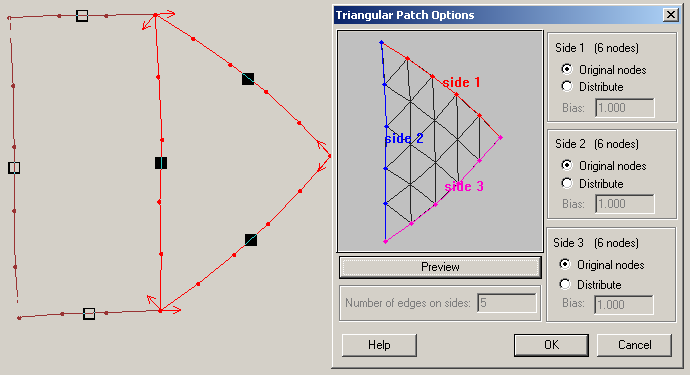 Triangular Patch Options
side 1
side 2
side 3
Preview
Number of edges on sides: 5
Side 1 (6 nodes)
Original nodes
Distribute
Bias: 1.000
Side 2 (6 nodes)
Original nodes
Distribute
Bias: 1.000
Side 3 (6 nodes)
Original nodes
Distribute
Bias: 1.000
Help
OK
Cancel